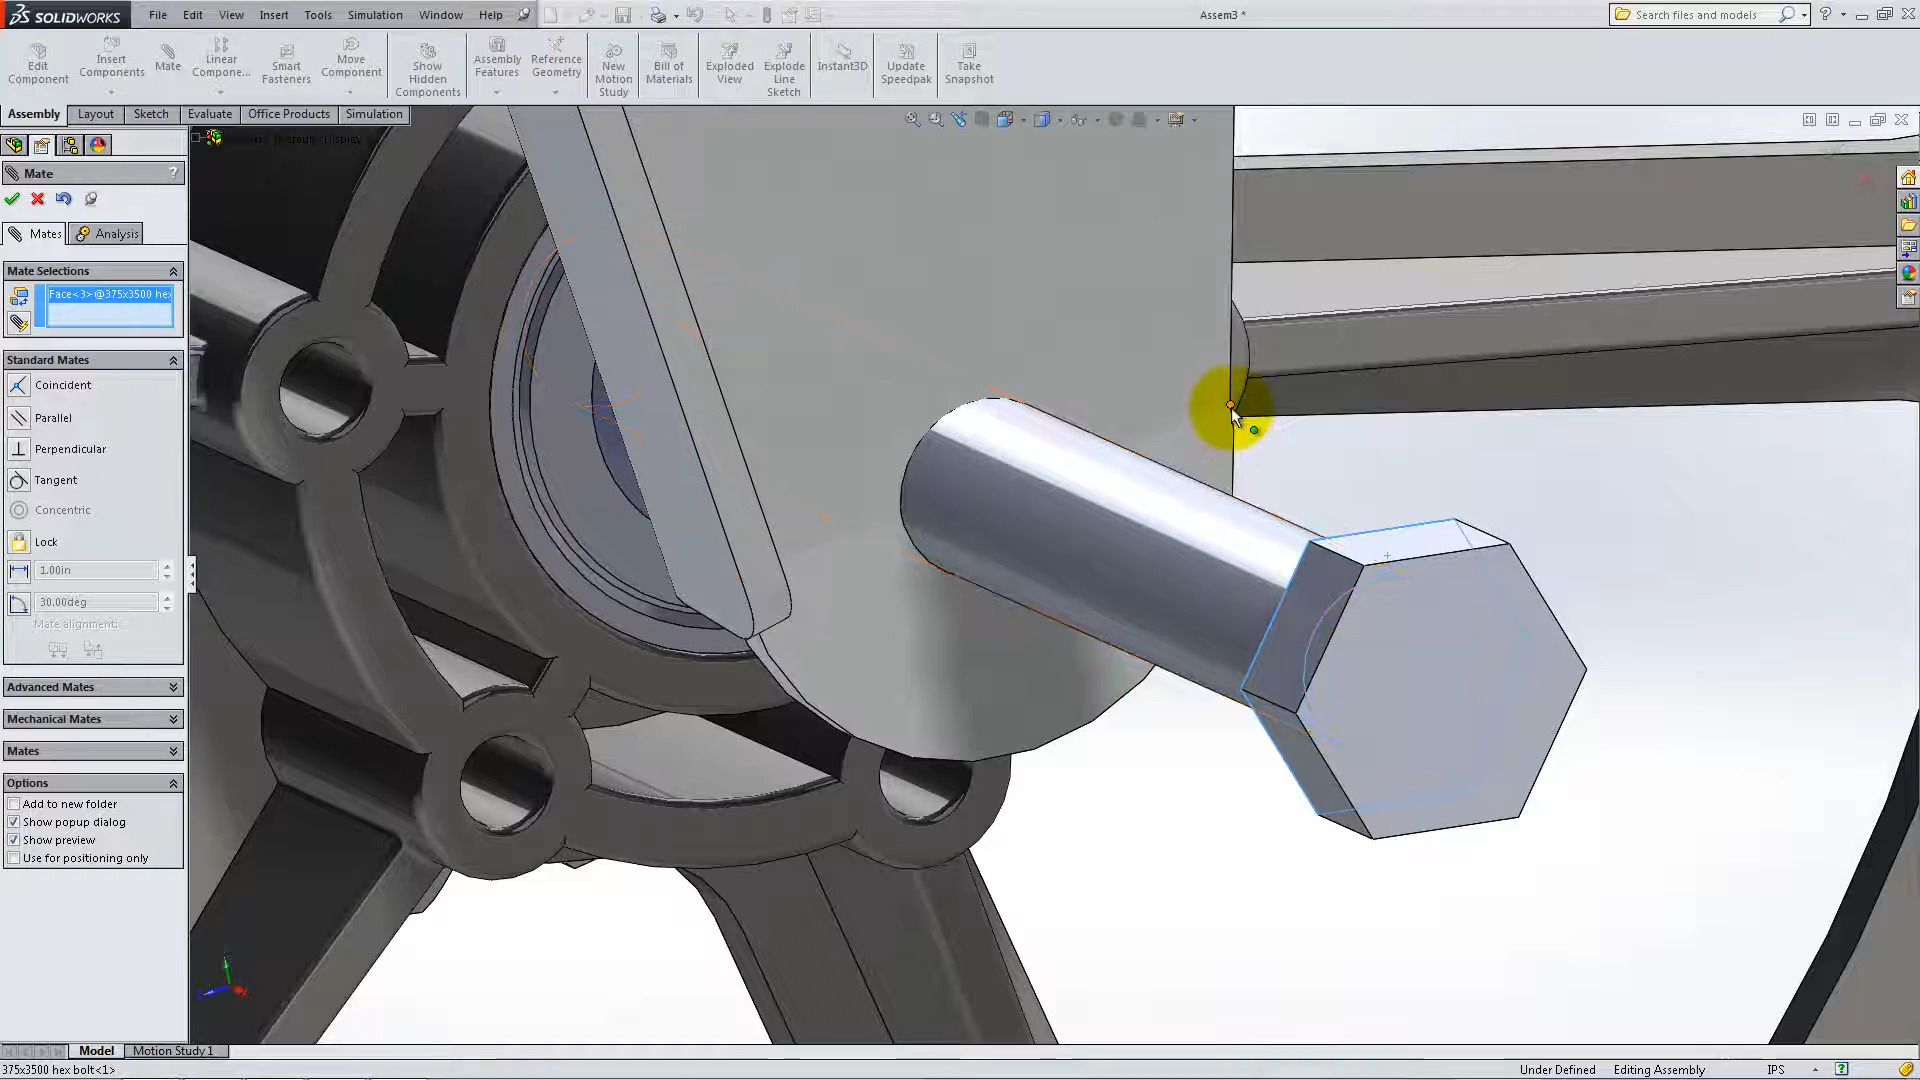 SOLIDWORKS File Edit View Insert Tools Simulation Window Help Assem3 * Search files and models ?
Edit Component
Insert Components
Mate
Linear Compone...
Smart Fasteners
Move Component
Show Hidden Components
Assembly Features
Reference Geometry
New Motion Study
Bill of Materials
Exploded View
Explode Line Sketch
Instant3D
Update Speedpak
Take Snapshot
Assembly Layout Sketch Evaluate Office Products Simulation
Mate ?
Mates Analysis
Mate Selections
Face<3>@375x3500 hex
Standard Mates
Coincident
Parallel
Perpendicular
Tangent
Concentric
Lock
1.00in
30.00deg
Mate alignment:
Advanced Mates
Mechanical Mates
Mates
Options
Add to new folder
Show popup dialog
Show preview
Use for positioning only
Model Motion Study 1
375x3500 hex bolt<1> Under Defined Editing Assembly IPS ?